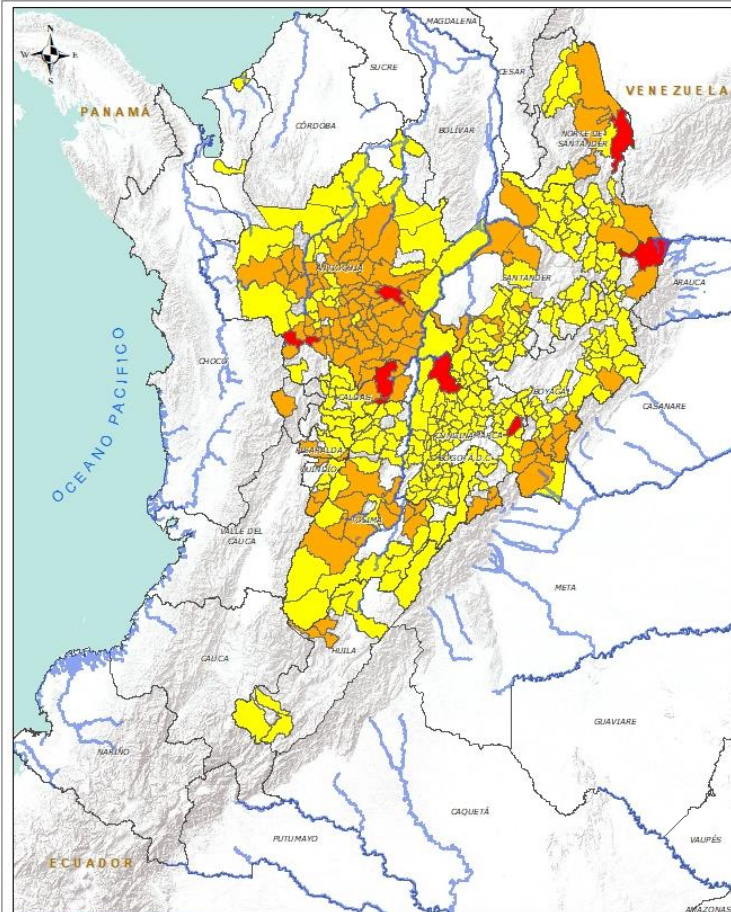 MAGDALENA
N
W E
S
SUCRE
CESAR
VENEZUELA
PANAMÁ
CÓRDOBA
BOLÍVAR
NORTE DE
SANTANDER
ANTIOQUIA
SANTANDER
ARAUCA
CHOCÓ
OCEANO PACIFICO
CALDAS
BOYACÁ
CASANARE
CUNDINAMARCA
RISARALDA
BOGOTÁ, D.C.
QUINDÍO
TOLIMA
VALLE DEL
CAUCA
META
CAUCA
HUILA
GUAVIARE
NARIÑO
CAQUETÁ
PUTUMAYO
VAUPÉS
ECUADOR
AMAZONAS